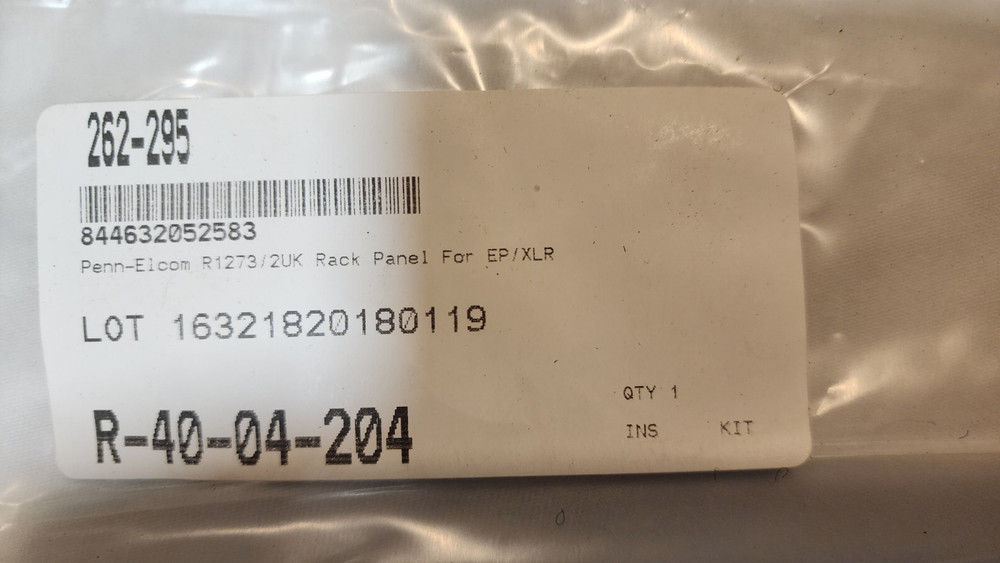 262-295
844632052583
Penn-Elcom R1273/2UK Rack Panel For EP/XLR
LOT 16321820180119
QTY 1
R-40-04-204
INS KIT